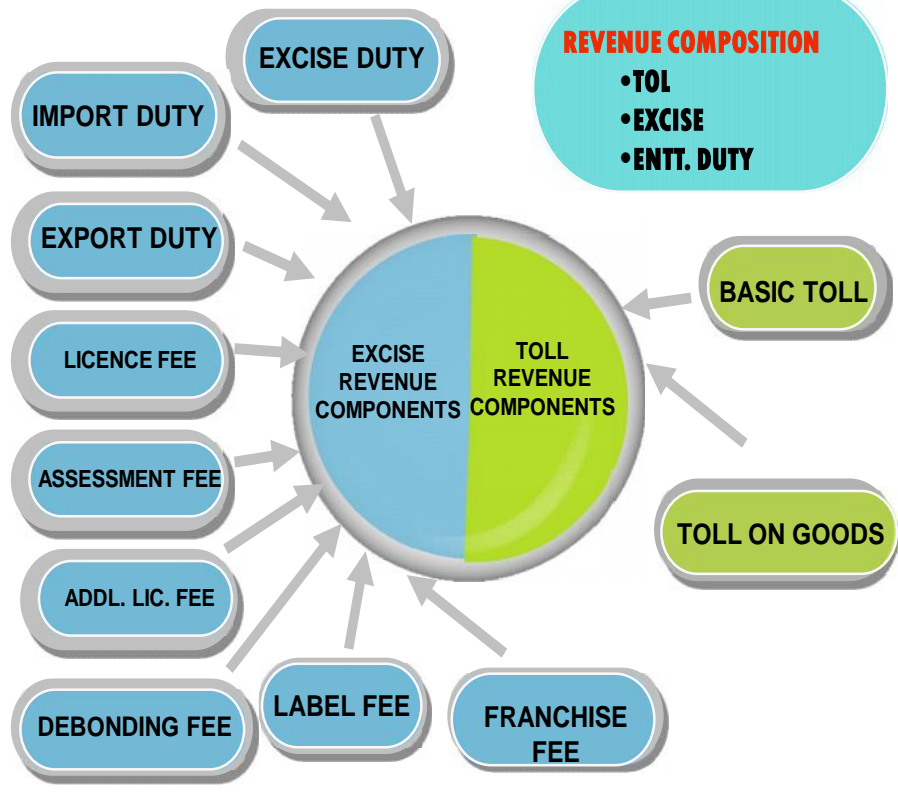 EXCISE DUTY
REVENUE COMPOSITION
•TOL
•EXCISE
•ENTT. DUTY
IMPORT DUTY
EXPORT DUTY
BASIC TOLL
LICENCE FEE
EXCISE
REVENUE
COMPONENTS
TOLL
REVENUE
COMPONENTS
ASSESSMENT FEE
TOLL ON GOODS
ADDL. LIC. FEE
DEBONDING FEE
LABEL FEE
FRANCHISE
FEE